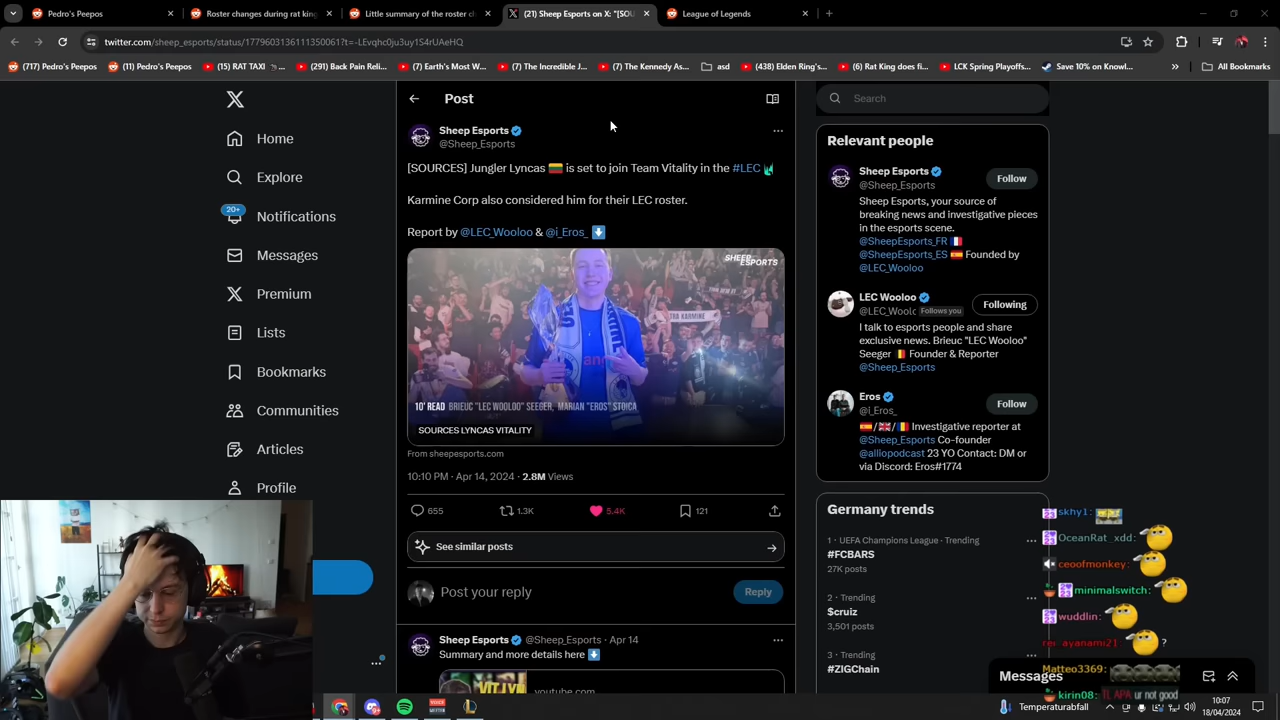 Pedro's Peepos
Roster changes during rat king
Little summary of the roster c
(21) Sheep Esports on X: "[SOU
League of Legends
twitter.com/sheep_esports/status/1779603136111350061?t=-LEvqhc0ju3uy1S4rUAeHQ
(717) Pedro's Peepos
(11) Pedro's Peepos
(15) RAT TAXI
(291) Back Pain Reli...
(7) Earth's Most W...
(7) The Incredible J...
(7) The Kennedy As...
asd
(438) Elden Ring's...
(6) Rat King does fi...
LCK Spring Playoffs...
Save 10% on Knowl...
All Bookmarks
Home
Explore
20+
Notifications
Messages
Premium
Lists
Bookmarks
Communities
Articles
Profile
Post
Sheep Esports
@Sheep_Esports
[SOURCES] Jungler Lyncas 🇱🇹 is set to join Team Vitality in the #LEC
Karmine Corp also considered him for their LEC roster.
Report by @LEC_Wooloo & @i_Eros_ ⬇️
SHEEP
ESPORTS
10' READ BRIEUC "LEC WOOLOO" SEEGER, MARIAN "EROS" STOICA
SOURCES LYNCAS VITALITY
From sheepesports.com
10:10 PM · Apr 14, 2024 · 2.8M Views
655
1.3K
5.4K
121
See similar posts
Post your reply
Reply
Sheep Esports @Sheep_Esports · Apr 14
Summary and more details here ⬇️
youtube.com
Search
Relevant people
Sheep Esports
@Sheep_Esports
Follow
Sheep Esports, your source of
breaking news and investigative pieces
in the esports scene.
@SheepEsports_FR 🇫🇷
@SheepEsports_ES 🇪🇸 Founded by
@LEC_Wooloo
LEC Wooloo
@LEC_Woolo Follows you
Following
I talk to esports people and share
exclusive news. Brieuc "LEC Wooloo"
Seeger 🇧🇪 Founder & Reporter
@Sheep_Esports
Eros
@i_Eros_
Follow
🇪🇸/🇬🇧/🇷🇴 Investigative reporter at
@Sheep_Esports Co-founder
@alliopodcast 23 YO Contact: DM or
via Discord: Eros#1774
Germany trends
1 · UEFA Champions League · Trending
#FCBARS
27K posts
2 · Trending
$cruiz
3,501 posts
3 · Trending
#ZIGChain
Messages
skhy1:
OceanRat_xdd:
ceofmonkey:
minimalswitch:
wuddlin:
rei_ayanami21: ?
Matteo3369:
kirin08: TL APA ur not good
Temperaturabfall
10:07
18/04/2024